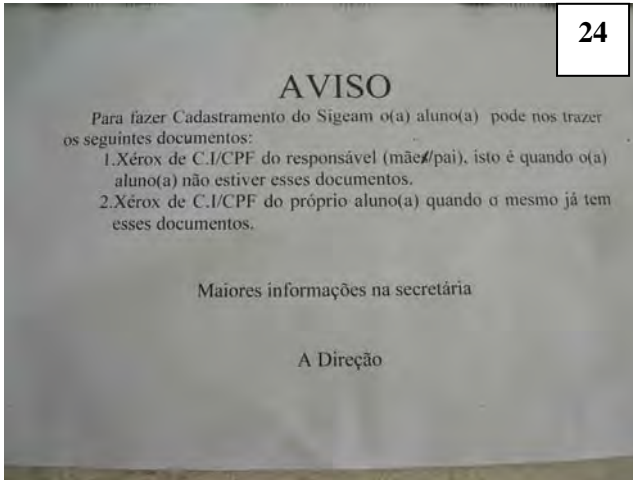 24
AVISO
Para fazer Cadastramento do Sigeam o(a) aluno(a) pode nos trazer
os seguintes documentos:
1.Xérox de C.I/CPF do responsável (mãe/pai), isto é quando o(a)
aluno(a) não estiver esses documentos.
2.Xérox de C.I/CPF do próprio aluno(a) quando o mesmo já tem
esses documentos.
Maiores informações na secretária
A Direção